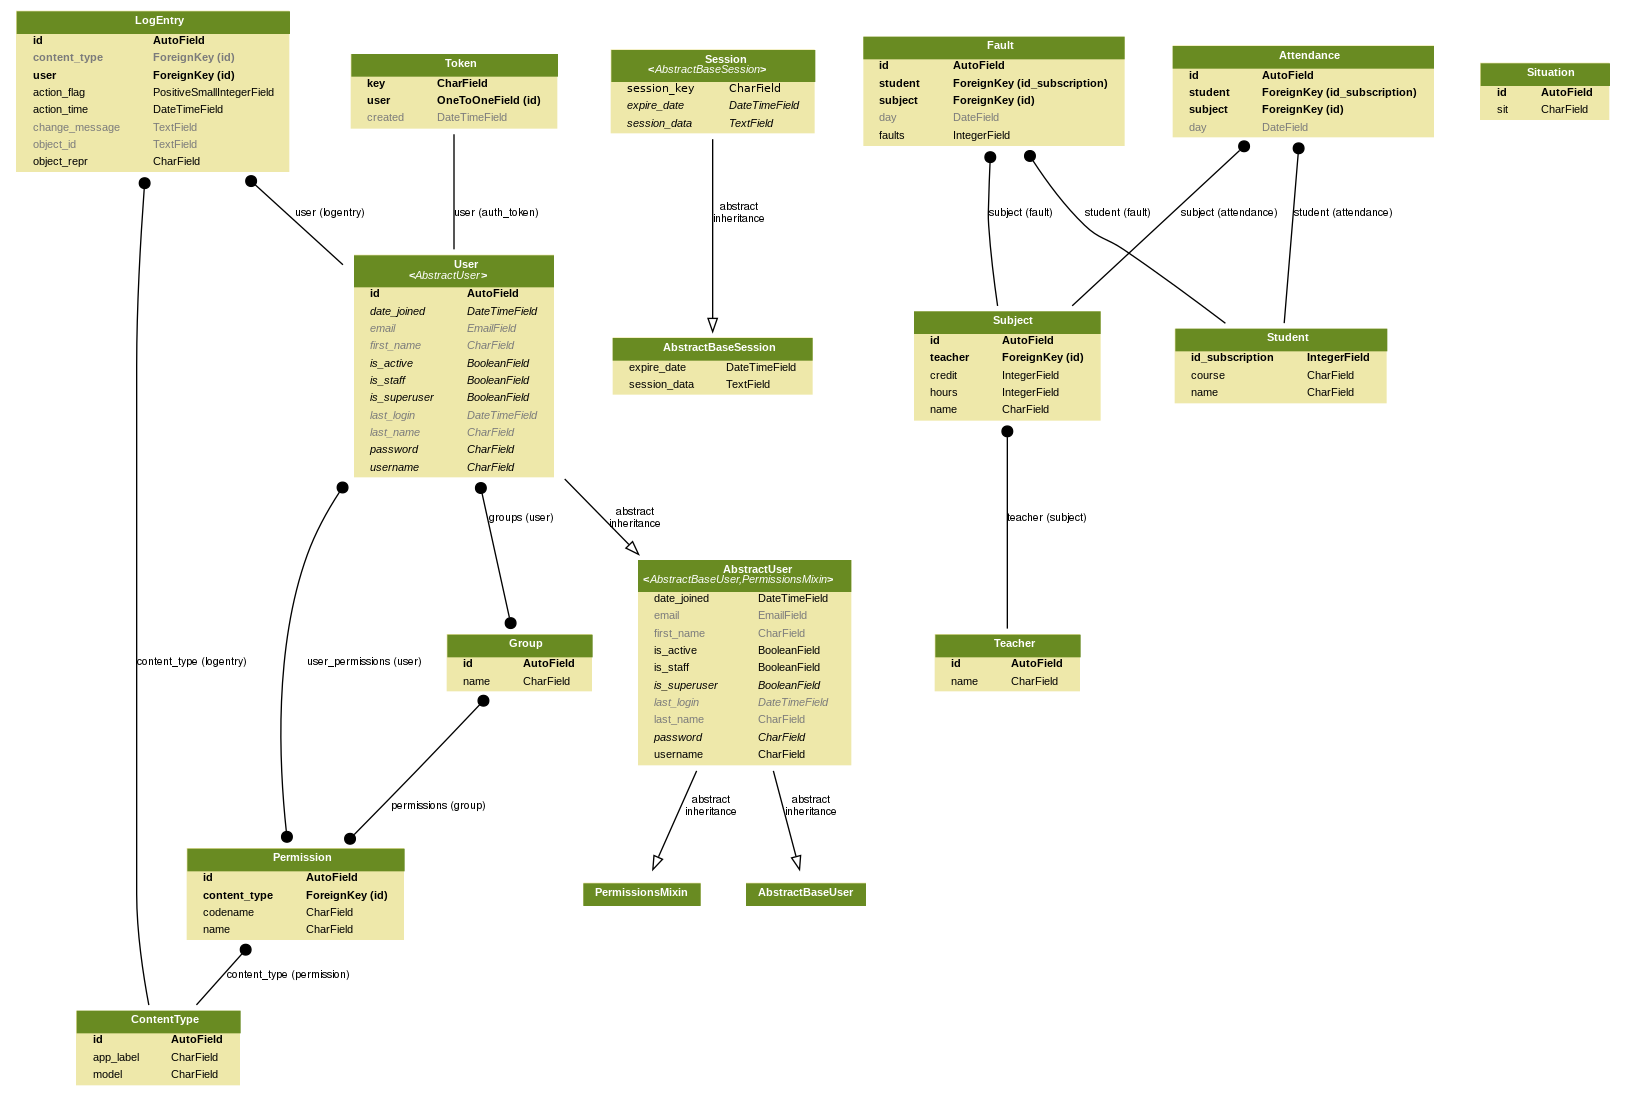 LogEntry
id AutoField
content_type ForeignKey (id)
user ForeignKey (id)
action_flag PositiveSmallIntegerField
action_time DateTimeField
change_message TextField
object_id TextField
object_repr CharField
Token
key CharField
user OneToOneField (id)
created DateTimeField
Session
<AbstractBaseSession>
session_key CharField
expire_date DateTimeField
session_data TextField
Fault
id AutoField
student ForeignKey (id_subscription)
subject ForeignKey (id)
day DateField
faults IntegerField
Attendance
id AutoField
student ForeignKey (id_subscription)
subject ForeignKey (id)
day DateField
Situation
id AutoField
sit CharField
user (logentry)
user (auth_token)
abstract
inheritance
subject (fault)
student (fault)
subject (attendance)
student (attendance)
User
<AbstractUser>
id AutoField
date_joined DateTimeField
email EmailField
first_name CharField
is_active BooleanField
is_staff BooleanField
is_superuser BooleanField
last_login DateTimeField
last_name CharField
password CharField
username CharField
AbstractBaseSession
expire_date DateTimeField
session_data TextField
Subject
id AutoField
teacher ForeignKey (id)
credit IntegerField
hours IntegerField
name CharField
Student
id_subscription IntegerField
course CharField
name CharField
groups (user)
abstract
inheritance
teacher (subject)
AbstractUser
<AbstractBaseUser,PermissionsMixin>
date_joined DateTimeField
email EmailField
first_name CharField
is_active BooleanField
is_staff BooleanField
is_superuser BooleanField
last_login DateTimeField
last_name CharField
password CharField
username CharField
content_type (logentry)
user_permissions (user)
Group
id AutoField
name CharField
Teacher
id AutoField
name CharField
permissions (group)
abstract
inheritance
abstract
inheritance
Permission
id AutoField
content_type ForeignKey (id)
codename CharField
name CharField
PermissionsMixin
AbstractBaseUser
content_type (permission)
ContentType
id AutoField
app_label CharField
model CharField